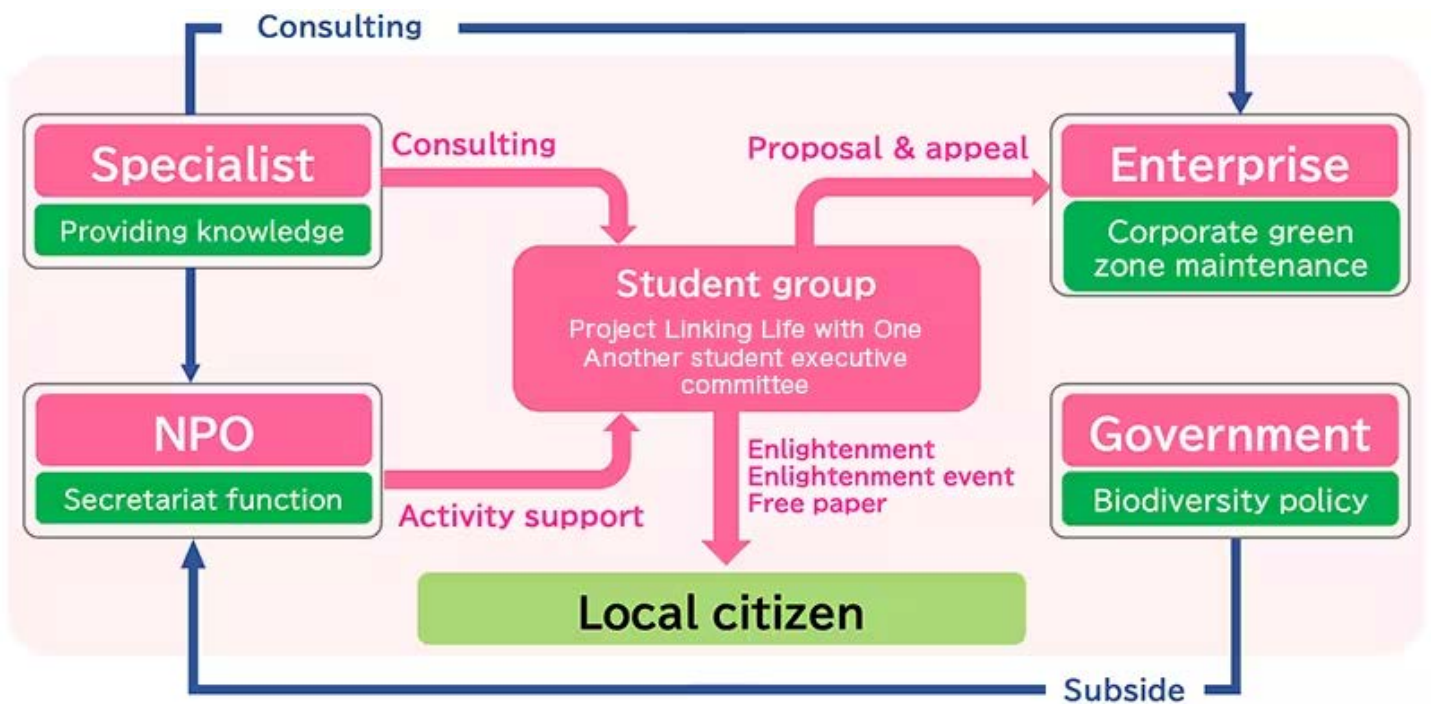 Consulting
Specialist
Providing knowledge
Consulting
Proposal & appeal
Enterprise
Corporate green
zone maintenance
Student group
Project Linking Life with One
Another student executive
committee
NPO
Secretariat function
Activity support
Enlightenment
Enlightenment event
Free paper
Government
Biodiversity policy
Local citizen
Subside